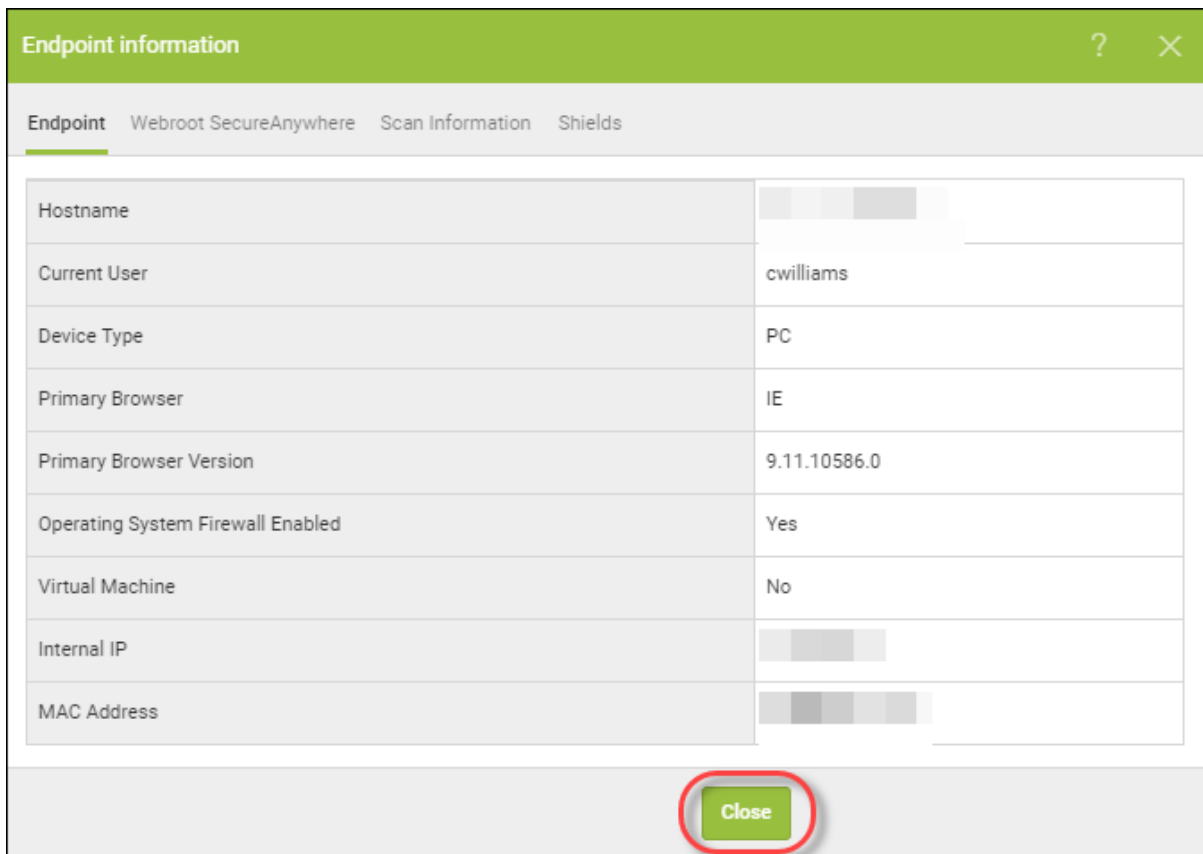 Endpoint information ?
Endpoint Webroot SecureAnywhere Scan Information Shields
Hostname
Current User cwilliams
Device Type PC
Primary Browser IE
Primary Browser Version 9.11.10586.0
Operating System Firewall Enabled Yes
Virtual Machine No
Internal IP
MAC Address
Close